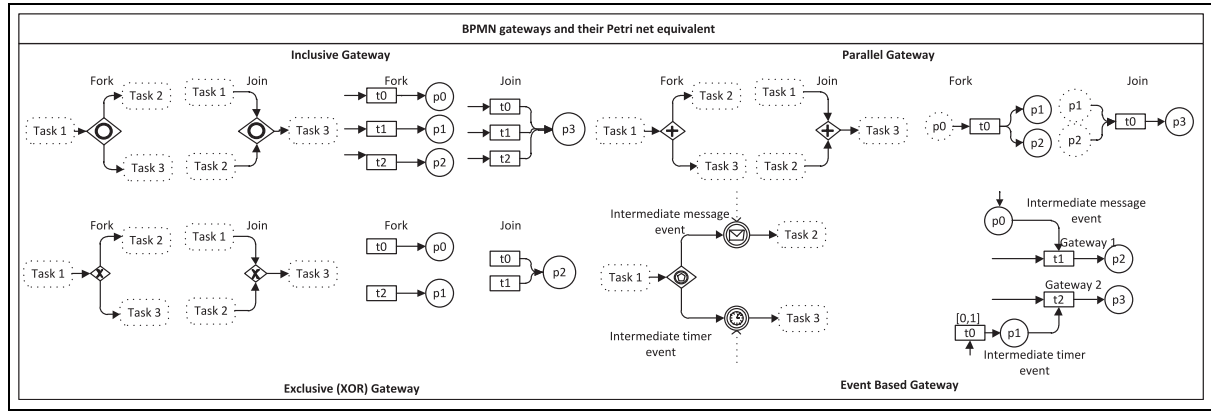 BPMN gateways and their Petri net equivalent
Inclusive Gateway
Parallel Gateway
Fork
Join
Fork
Join
Fork
Join
Fork
Join
Task 2
Task 1
t0
p0
t0
Task 2
Task 1
p1
p1
Task 1
Task 3
t1
p1
t1
p3
Task 1
Task 3
p0
t0
t0
p3
Task 3
Task 2
t2
p2
t2
Task 3
Task 2
p2
p2
Fork
Join
Fork
Join
Intermediate message
event
Intermediate message
event
Task 2
Task 1
t0
p0
t0
Task 2
p0
Gateway 1
Task 1
X
X
Task 3
p2
t1
p2
t1
Task 1
Gateway 2
Task 3
Task 2
t2
p1
Task 3
t2
p3
Intermediate timer
event
[0,1]
t0
p1
Intermediate timer
event
Exclusive (XOR) Gateway
Event Based Gateway